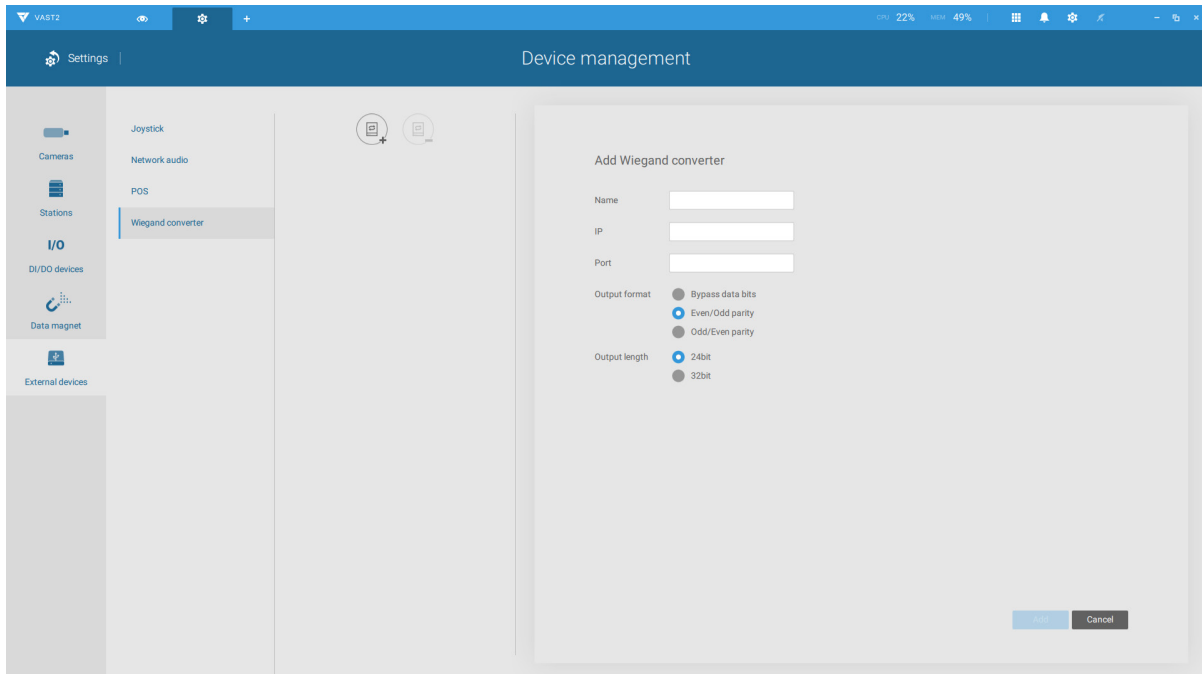 VAST2
CPU 22% MEM 49%
Settings
Device management
Cameras
Stations
I/O
DI/DO devices
Data magnet
External devices
Joystick
Network audio
POS
Wiegand converter
Add Wiegand converter
Name
IP
Port
Output format
Bypass data bits
Even/Odd parity
Odd/Even parity
Output length
24bit
32bit
Add
Cancel